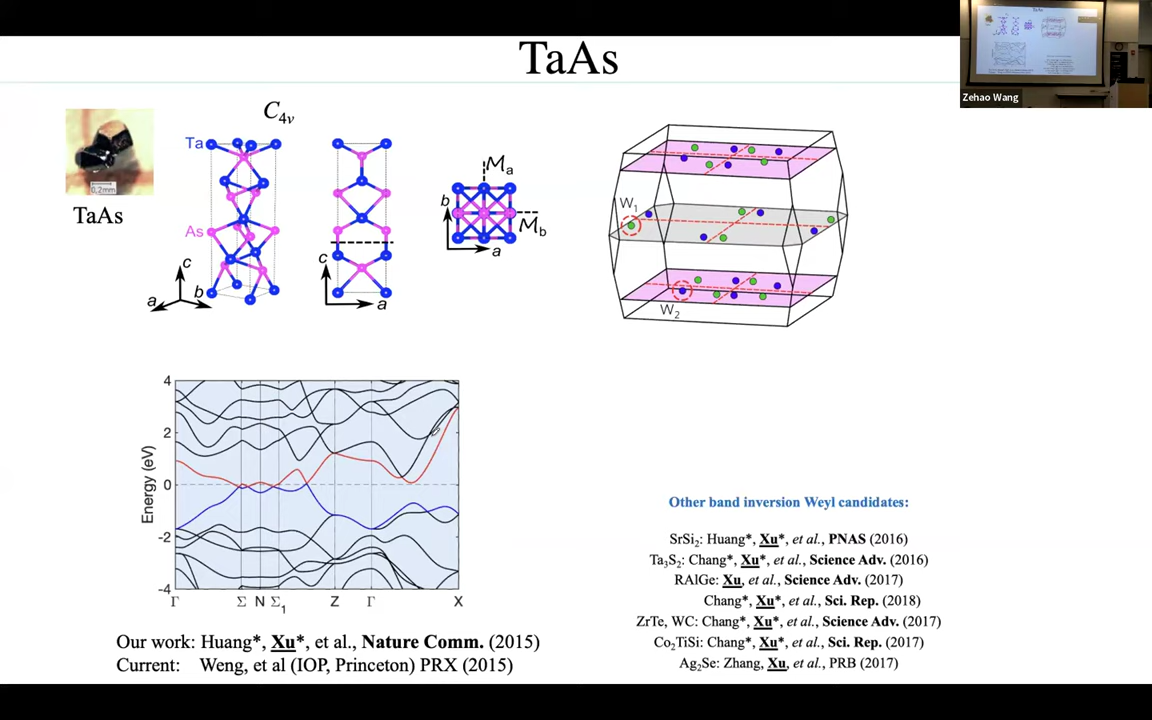 TaAs
Zehao Wang
C4v
Ta
As
0.2mm
TaAs
c
a
b
c
a
Ma
b
Mb
a
W1
W2
4
2
0
-2
-4
Energy (eV)
Γ Σ N Σ1 Z Γ X
Our work: Huang*, Xu*, et al., Nature Comm. (2015)
Current: Weng, et al (IOP, Princeton) PRX (2015)
Other band inversion Weyl candidates:
SrSi2: Huang*, Xu*, et al., PNAS (2016)
Ta3S2: Chang*, Xu*, et al., Science Adv. (2016)
RAlGe: Xu, et al., Science Adv. (2017)
Chang*, Xu*, et al., Sci. Rep. (2018)
ZrTe, WC: Chang*, Xu*, et al., Science Adv. (2017)
Co2TiSi: Chang*, Xu*, et al., Sci. Rep. (2017)
Ag2Se: Zhang, Xu, et al., PRB (2017)